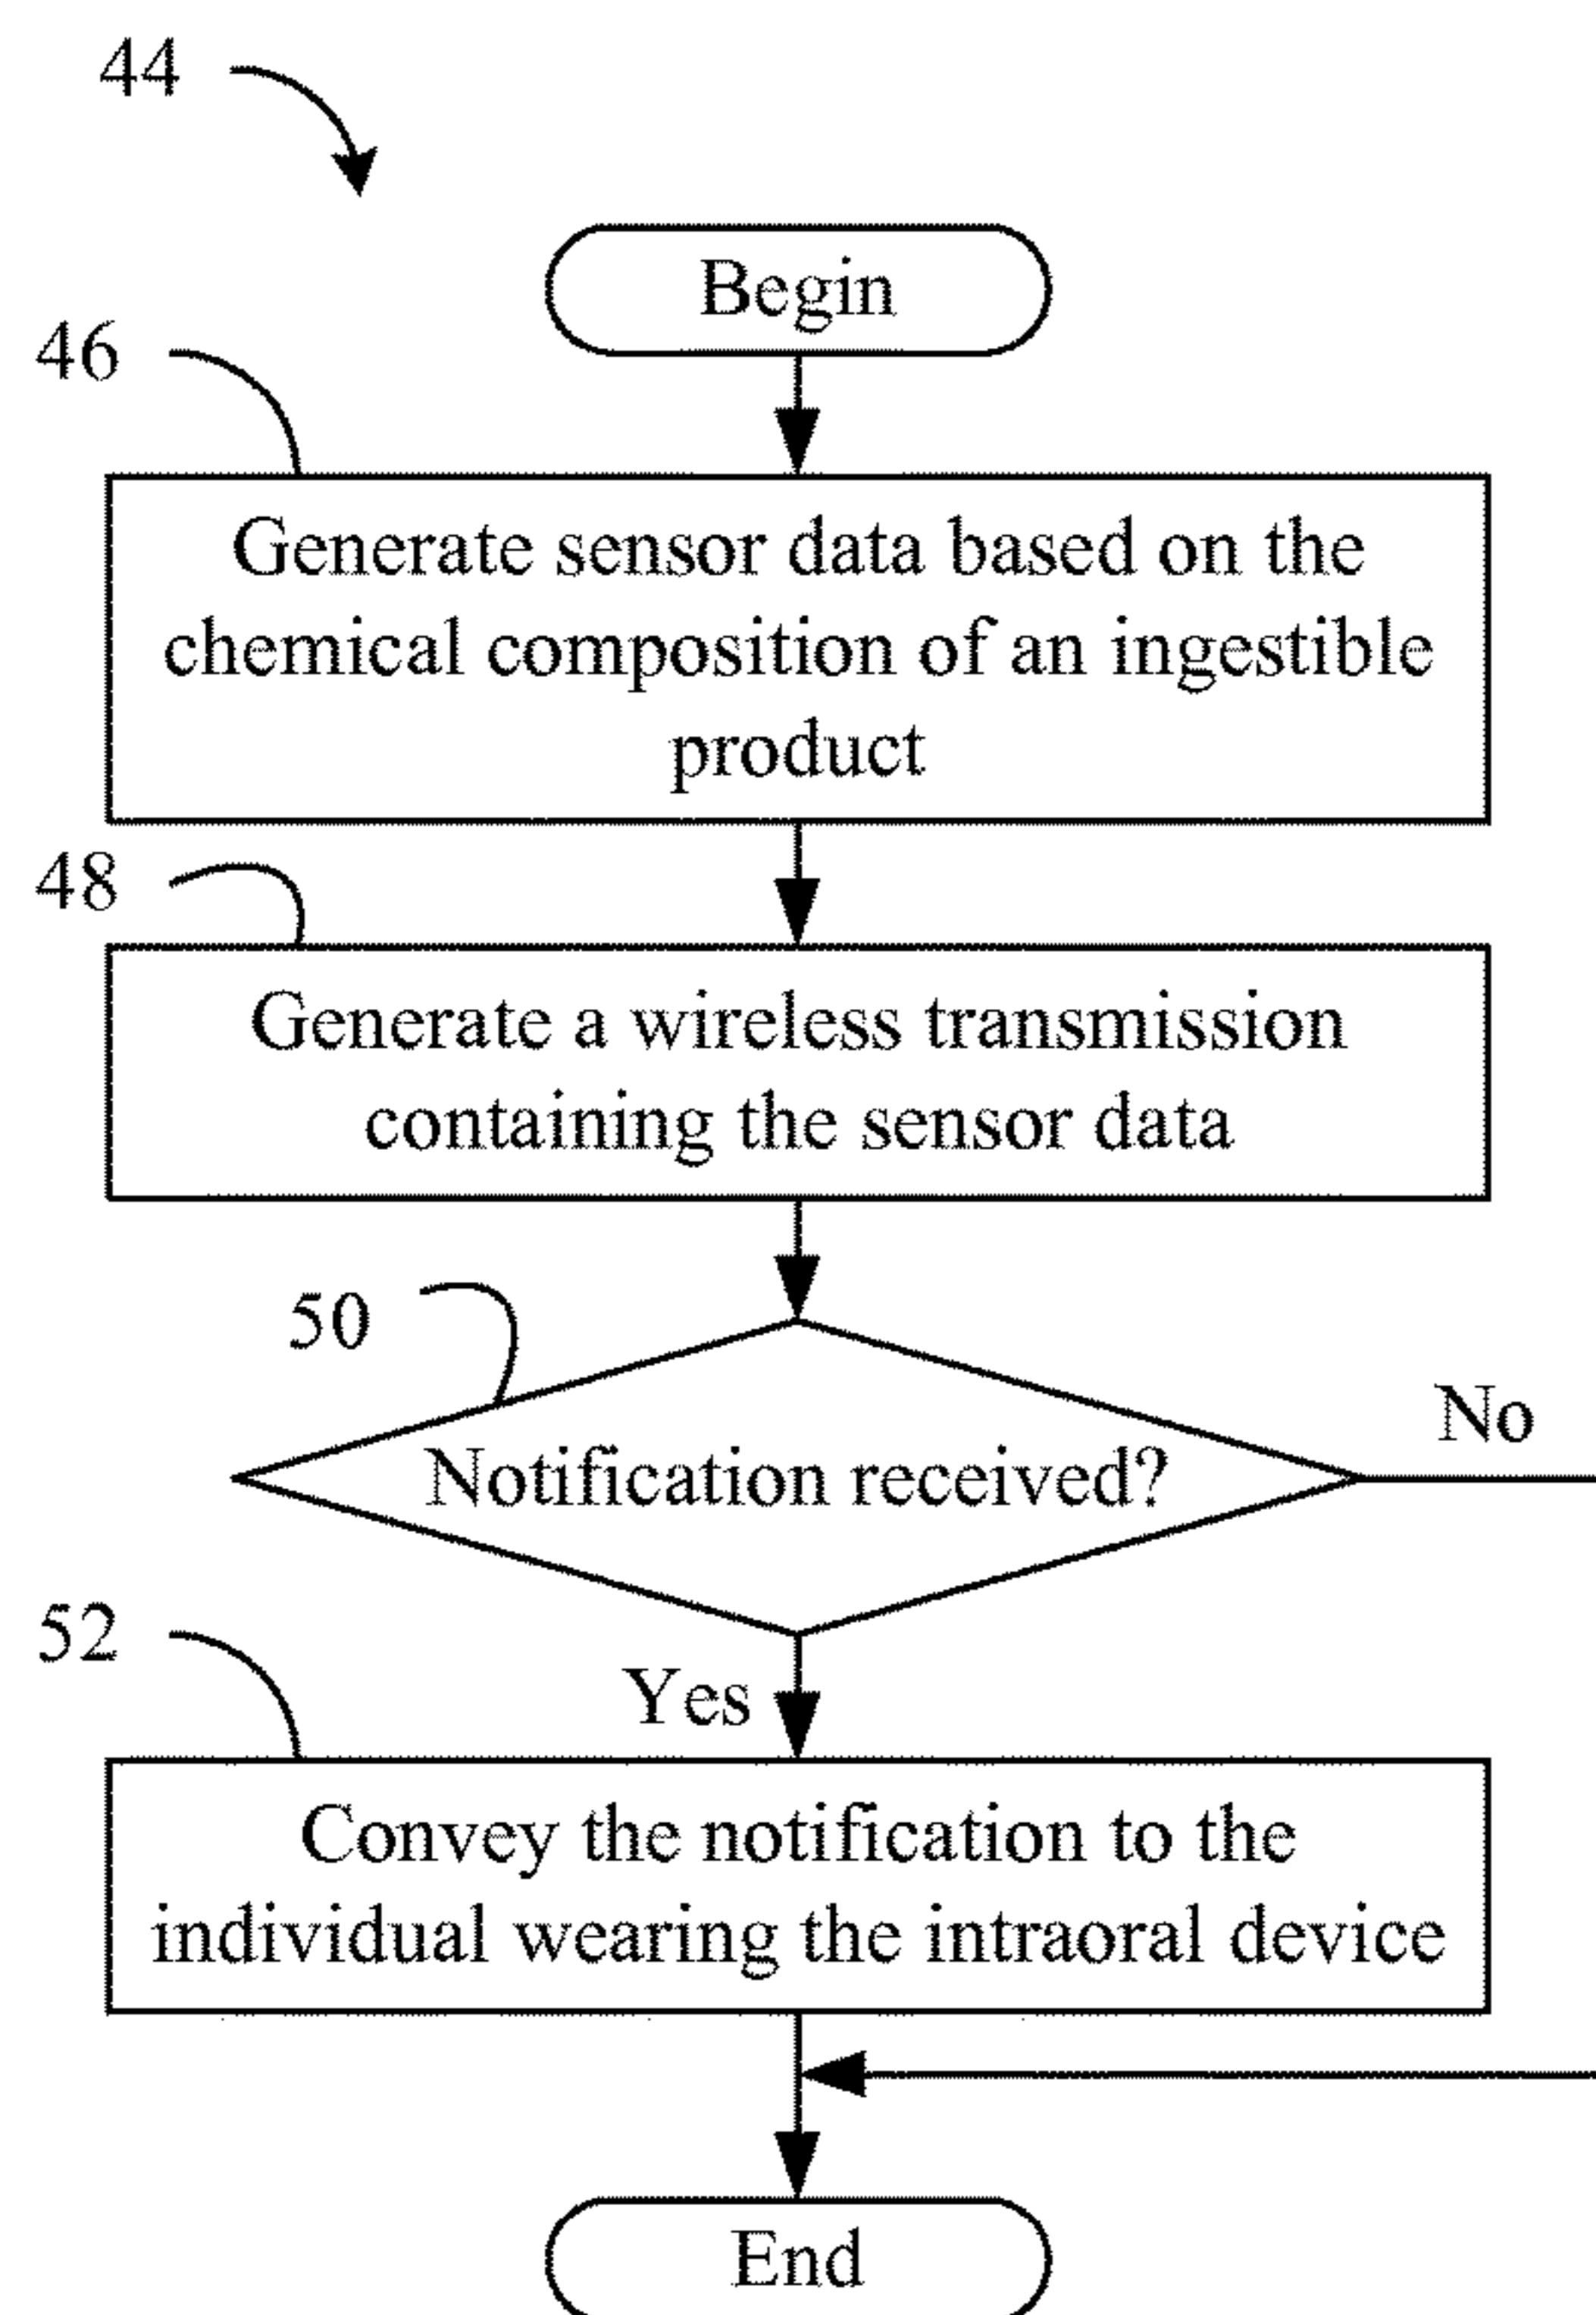 44
Begin
46
Generate sensor data based on the
chemical composition of an ingestible
product
48
Generate a wireless transmission
containing the sensor data
50
Notification received?
No
52
Yes
Convey the notification to the
individual wearing the intraoral device
End